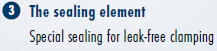 3 The sealing element
Special sealing for leak-free clamping